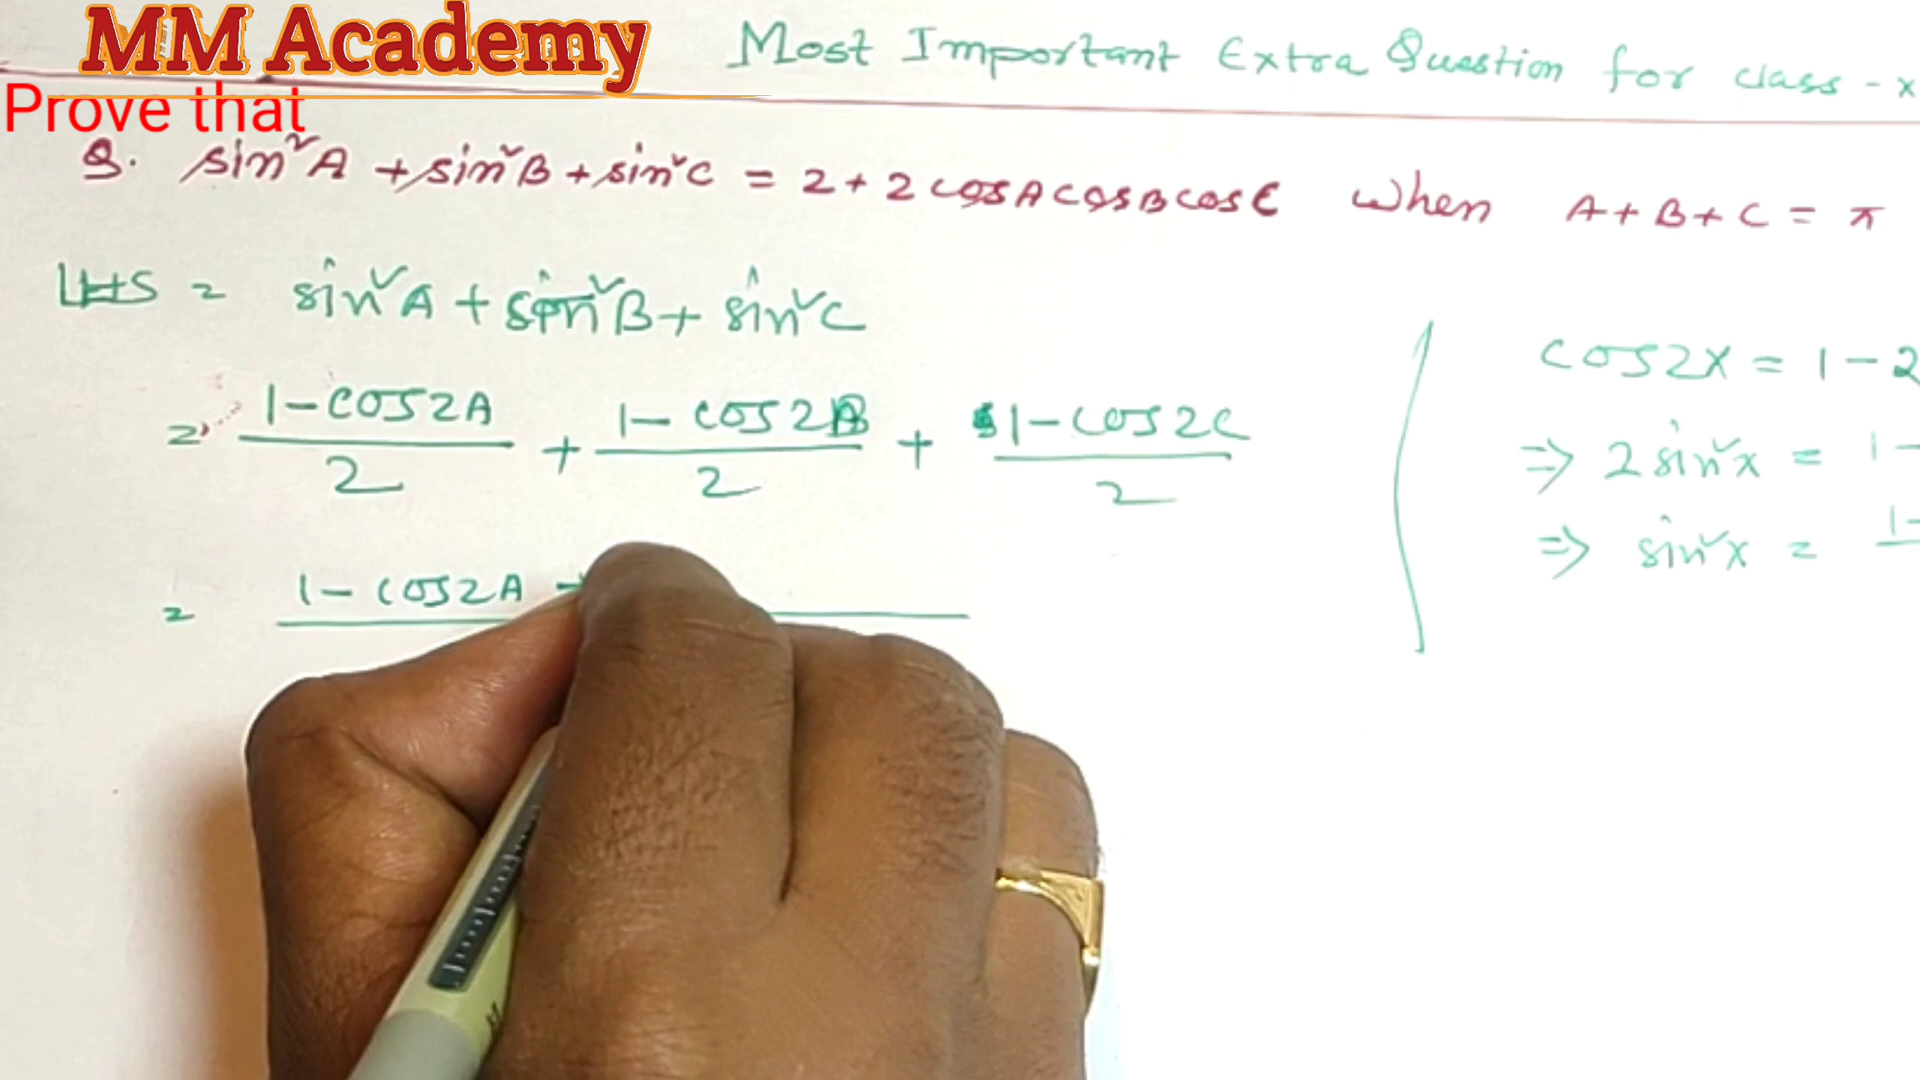 MM Academy
Most Important Extra Question for class - x
Prove that
Q. sin²A + sin²B + sin²C = 2 + 2 cosA cosB cosC when A + B + C = π
LHS = sin²A + sin²B + sin²C
= 1 - cos2A / 2 + 1 - cos2B / 2 + 1 - cos2C / 2
= 1 - cos2A +
cos2x = 1 - 2
⇒ 2 sin²x = 1 -
⇒ sin²x = 1 -